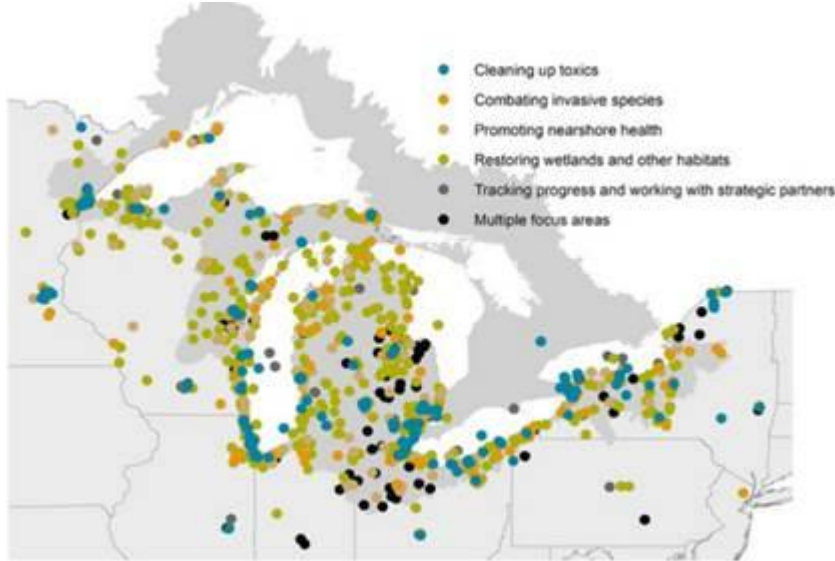 Cleaning up toxics
Combating invasive species
Promoting nearshore health
Restoring wetlands and other habitats
Tracking progress and working with strategic partners
Multiple focus areas